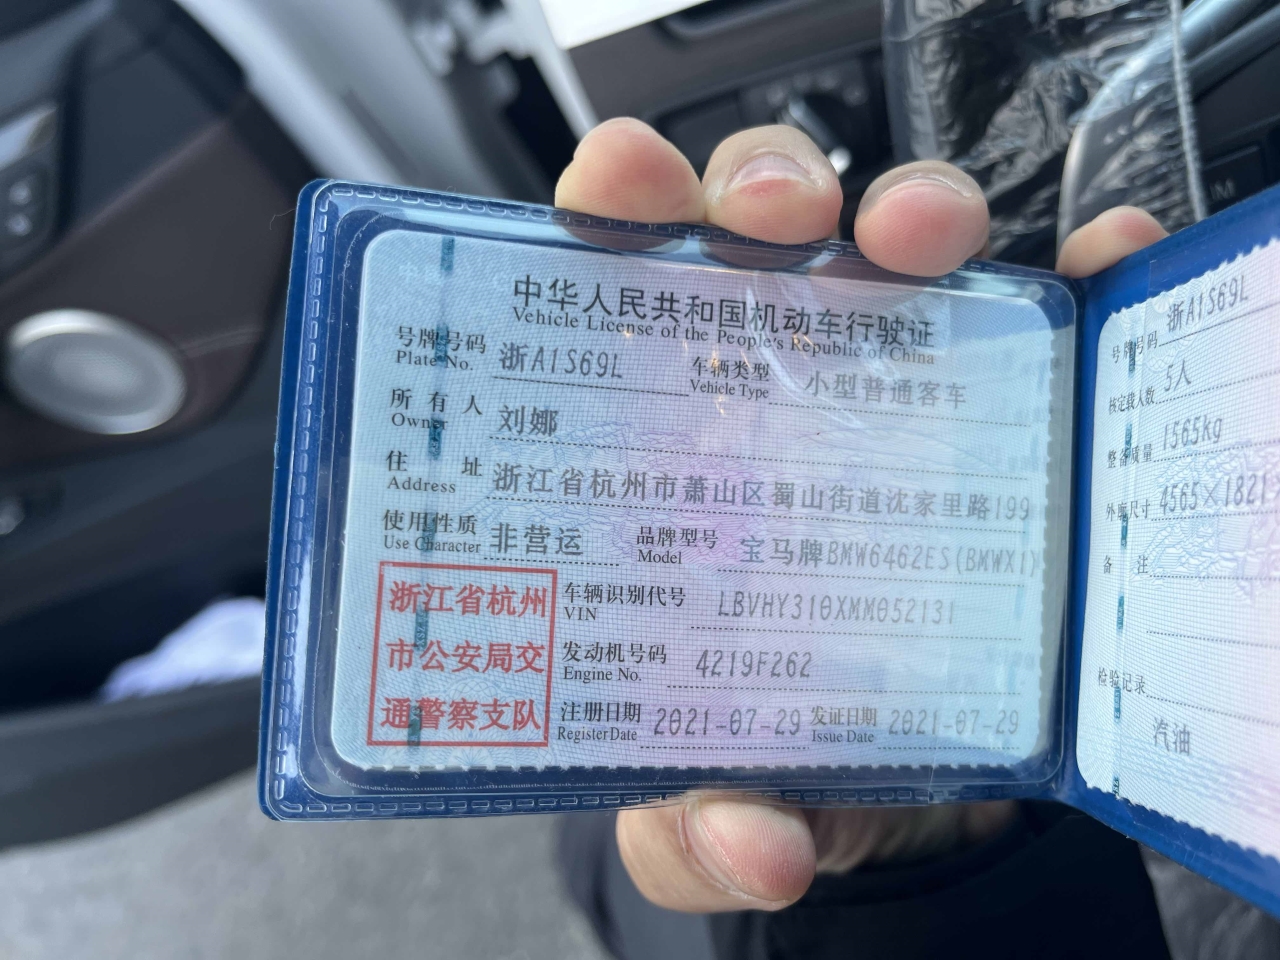 中华人民共和国机动车行驶证
Vehicle License of the People's Republic of China
号牌号码 浙A1S69L 车辆类型 小型普通客车
Plate No. Vehicle Type
所有人 刘娜
Owner
住址 浙江省杭州市萧山区蜀山街道沈家里路199
Address
使用性质 非营运 品牌型号 宝马牌BMW6462ES(BMWX1)
Use Character Model
浙江省杭州
市公安局交
通警察支队
车辆识别代号 LBVHY310XMM052131
VIN
发动机号码 4219F262
Engine No.
注册日期 2021-07-29 发证日期 2021-07-29
Register Date Issue Date
号牌号码 浙A1S69L
核定载人数 5人
整备质量 1565kg
外廓尺寸 4565×1821
备注
检验记录
汽油